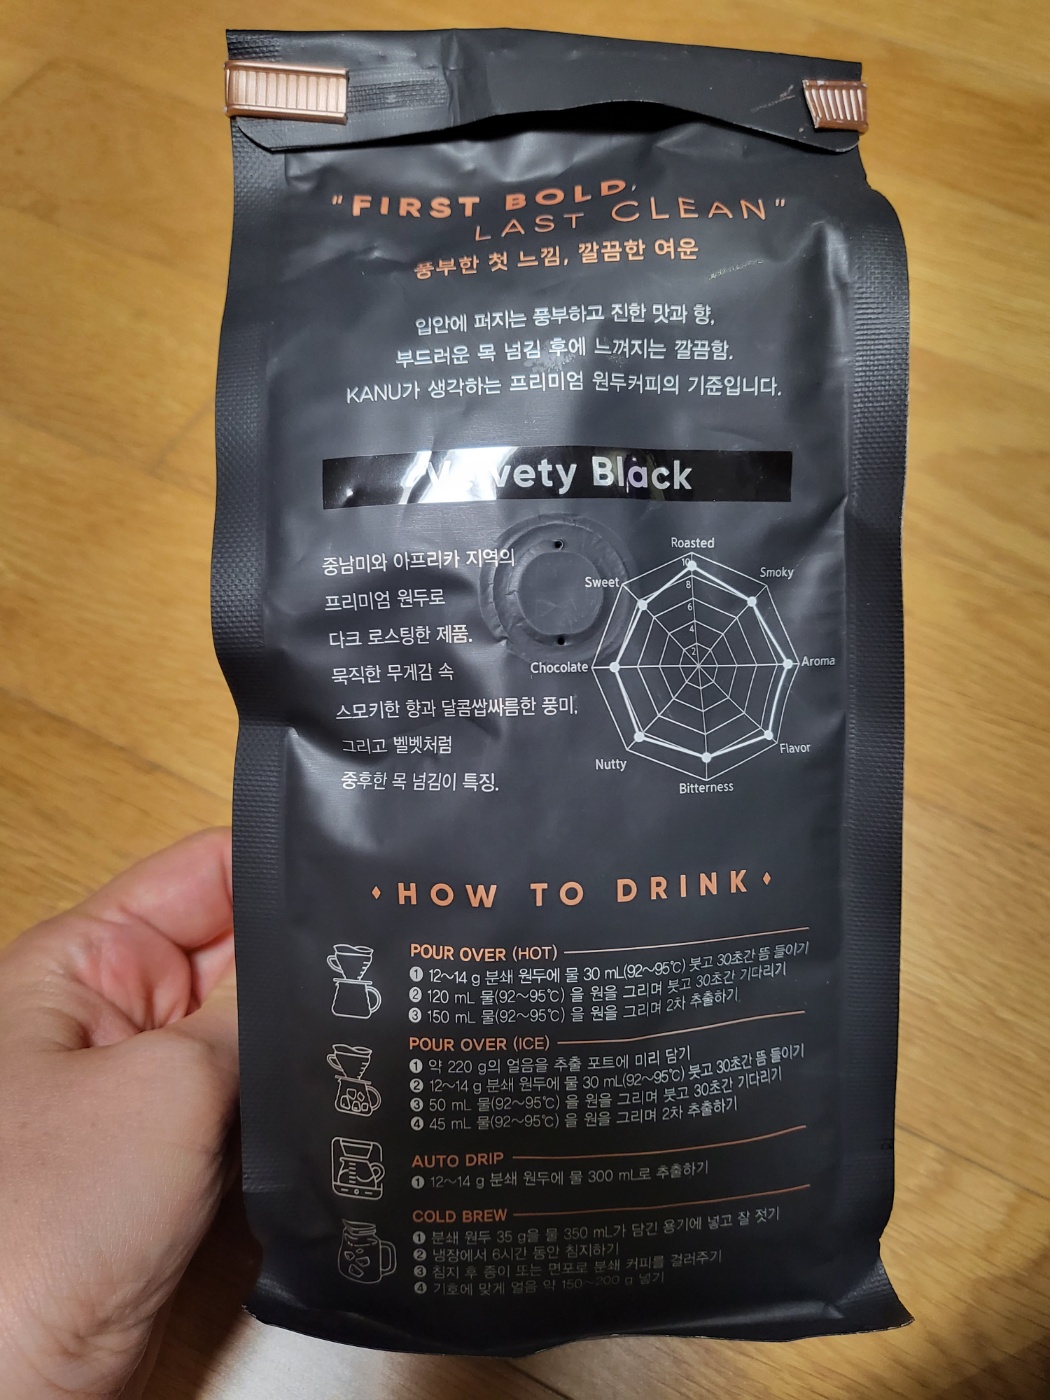 "FIRST BOLD,
LAST CLEAN"
풍부한 첫 느낌, 깔끔한 여운
입안에 퍼지는 풍부하고 진한 맛과 향,
부드러운 목 넘김 후에 느껴지는 깔끔함.
KANU가 생각하는 프리미엄 원두커피의 기준입니다.
Velvety Black
중남미와 아프리카 지역의
프리미엄 원두로
다크 로스팅한 제품.
묵직한 무게감 속
스모키한 향과 달콤쌉싸름한 풍미,
그리고 벨벳처럼
중후한 목 넘김이 특징.
Roasted
Smoky
Aroma
Flavor
Bitterness
Nutty
Chocolate
Sweet
10
8
6
4
2
HOW TO DRINK
POUR OVER (HOT)
① 12~14 g 분쇄 원두에 물 30 mL(92~95℃) 붓고 30초간 뜸 들이기
② 120 mL 물(92~95℃) 을 원을 그리며 붓고 30초간 기다리기
③ 150 mL 물(92~95℃) 을 원을 그리며 2차 추출하기
POUR OVER (ICE)
① 약 220 g의 얼음을 추출 포트에 미리 담기
② 12~14 g 분쇄 원두에 물 30 mL(92~95℃) 붓고 30초간 뜸 들이기
③ 50 mL 물(92~95℃) 을 원을 그리며 붓고 30초간 기다리기
④ 45 mL 물(92~95℃) 을 원을 그리며 2차 추출하기
AUTO DRIP
① 12~14 g 분쇄 원두에 물 300 mL로 추출하기
COLD BREW
① 분쇄 원두 35 g을 물 350 mL가 담긴 용기에 넣고 잘 젓기
② 냉장에서 6시간 동안 침지하기
③ 침지 후 종이 또는 면포로 분쇄 커피를 걸러주기
④ 기호에 맞게 얼음 약 150~200 g 넣기